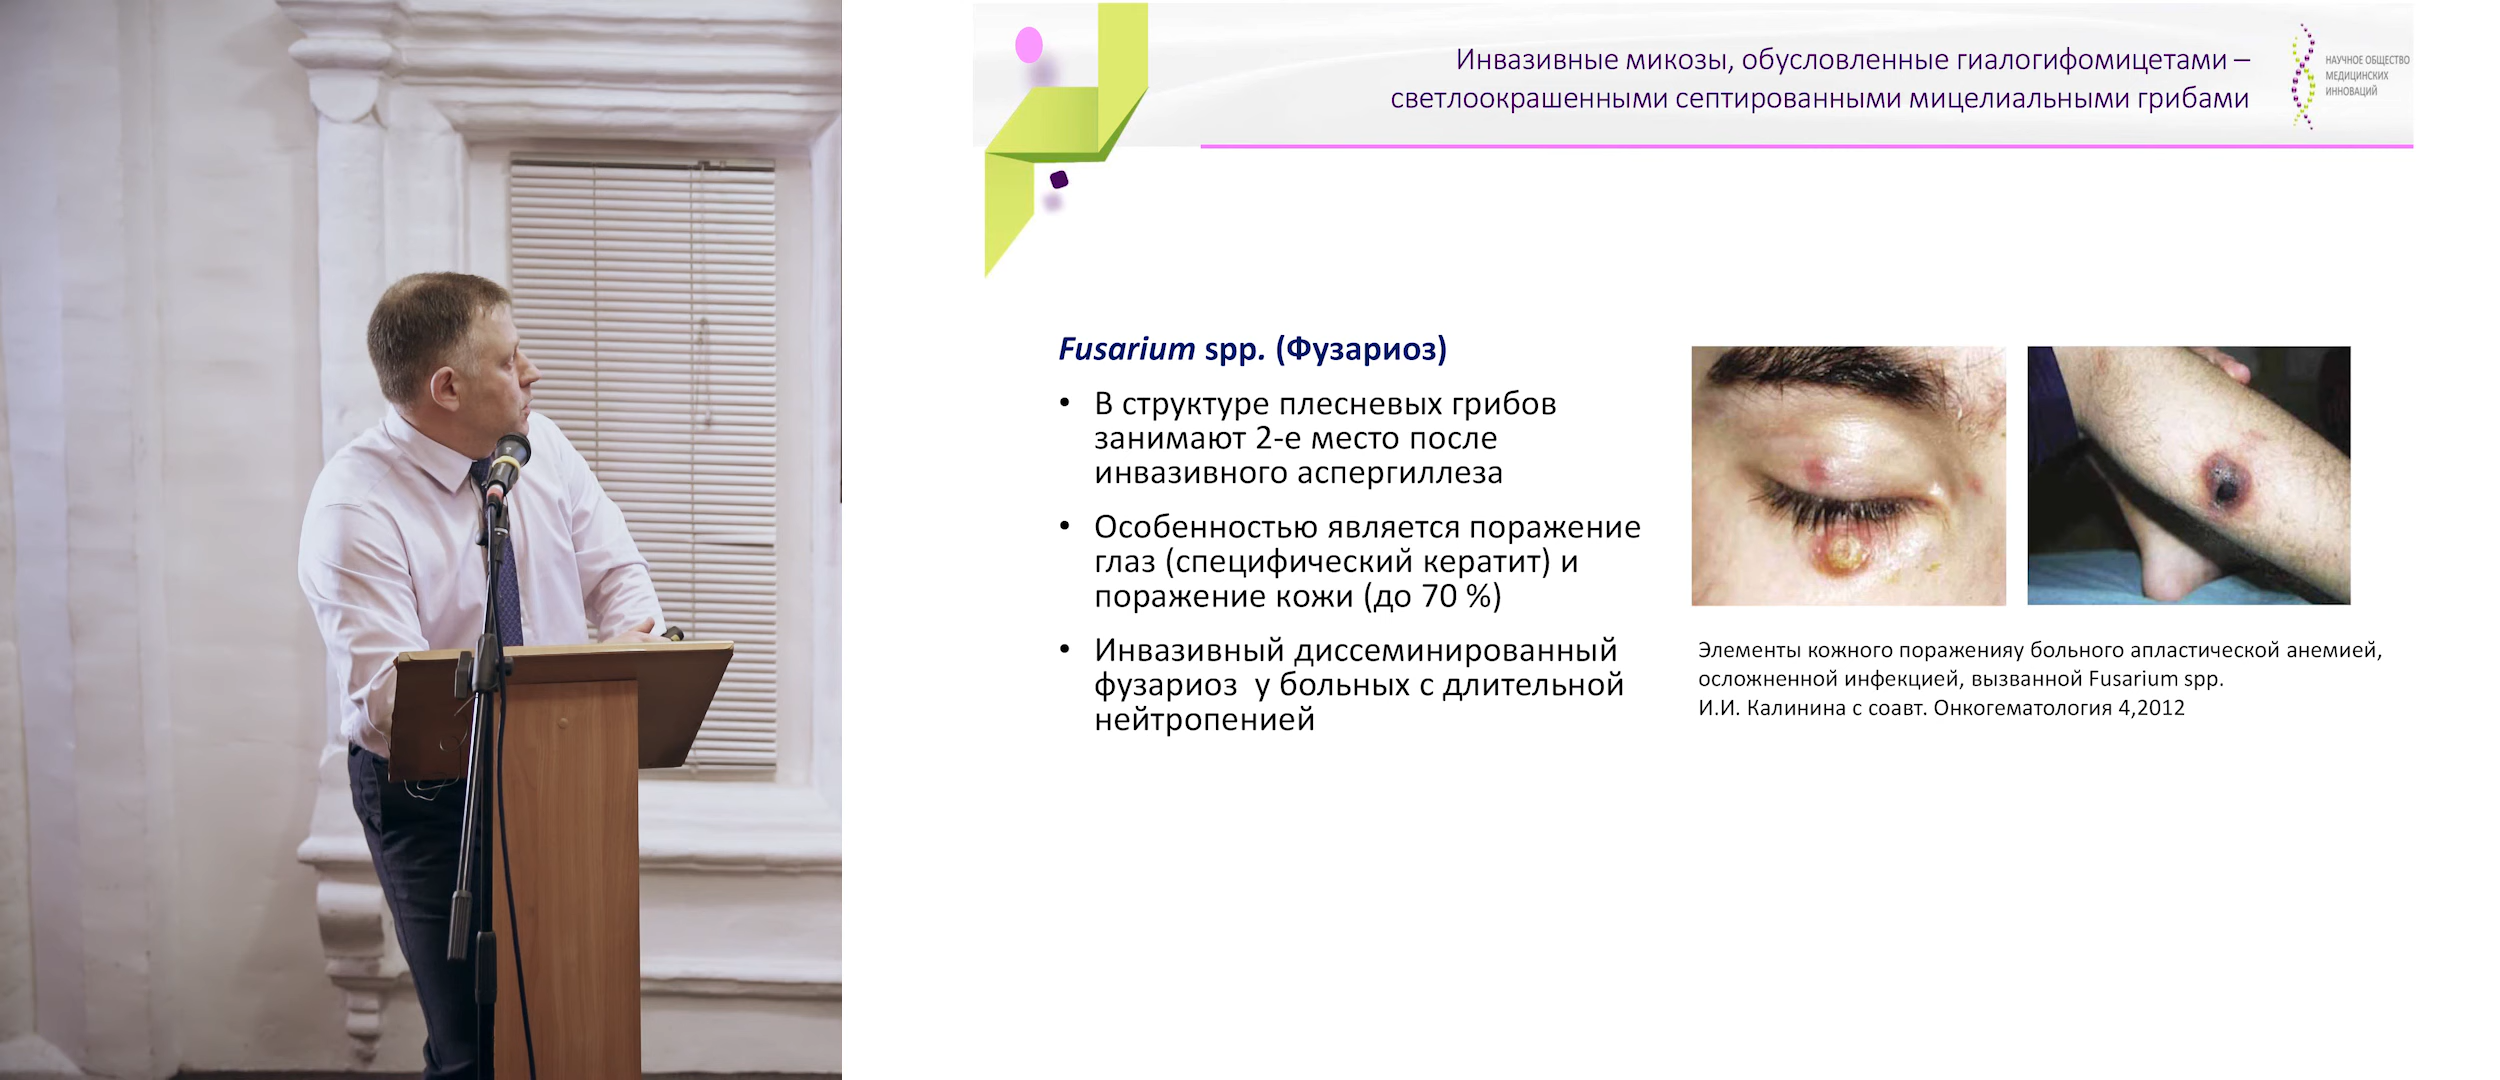 Инвазивные микозы, обусловленные гиалогифомицетами –
светлоокрашенными септированными мицелиальными грибами
НАУЧНОЕ ОБЩЕСТВО
МЕДИЦИНСКИХ
ИННОВАЦИЙ
Fusarium spp. (Фузариоз)
• В структуре плесневых грибов
занимают 2-е место после
инвазивного аспергиллеза
• Особенностью является поражение
глаз (специфический кератит) и
поражение кожи (до 70 %)
• Инвазивный диссеминированный
фузариоз  у больных с длительной
нейтропенией
Элементы кожного поражения­у больного апластической анемией,
осложненной инфекцией, вызванной Fusarium spp.
И.И. Калинина с соавт. Онкогематология 4,2012